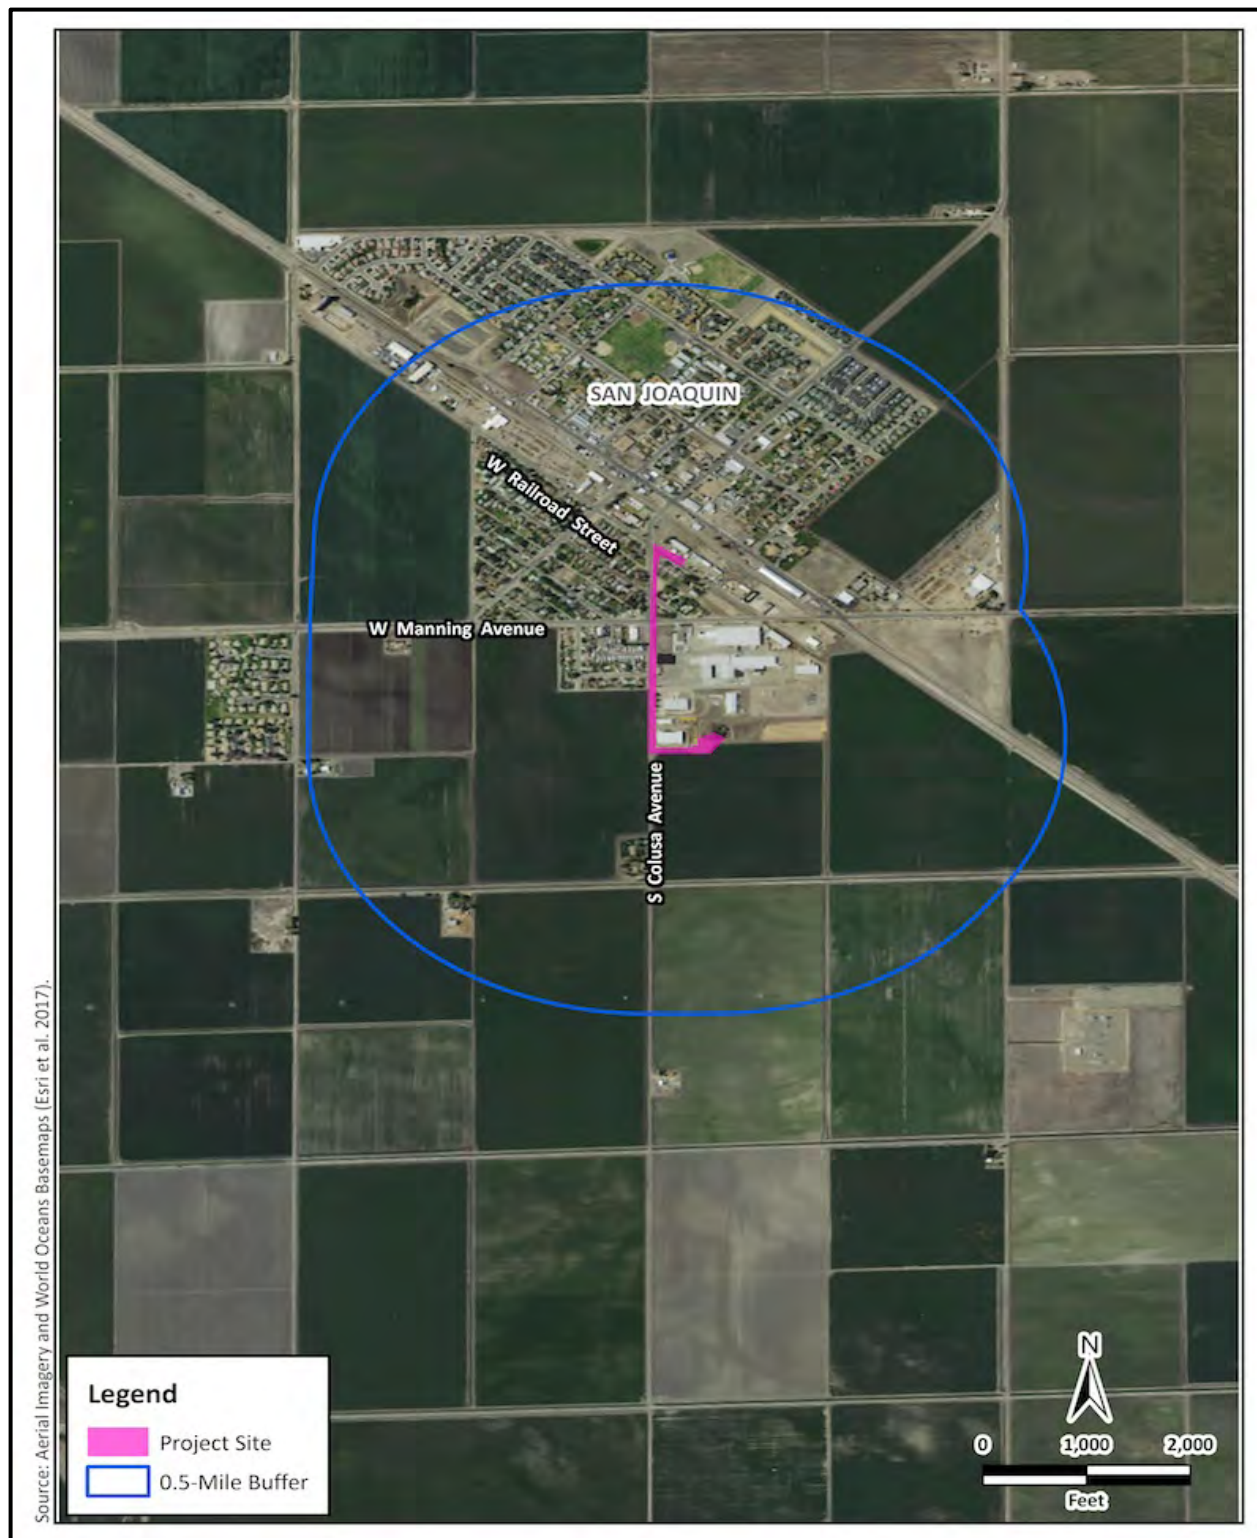 SAN JOAQUIN
W Railroad Street
W Manning Avenue
S Colusa Avenue
Source: Aerial Imagery and World Oceans Basemaps (Esri et al. 2017).
Legend
Project Site
0.5-Mile Buffer
N
0 1,000 2,000
Feet